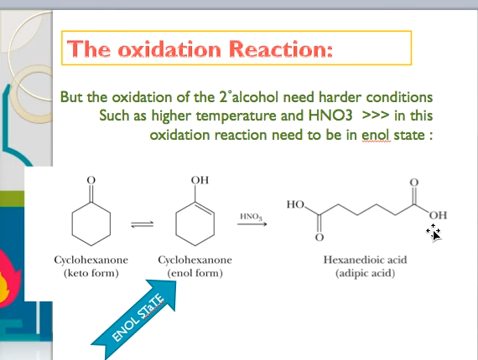 The oxidation Reaction:
But the oxidation of the 2°alcohol need harder conditions
Such as higher temperature and HNO3 >>> in this
oxidation reaction need to be in enol state :
O
OH
O
HO
HNO3
OH
O
Cyclohexanone
(keto form)
Cyclohexanone
(enol form)
Hexanedioic acid
(adipic acid)
ENOL STaTE